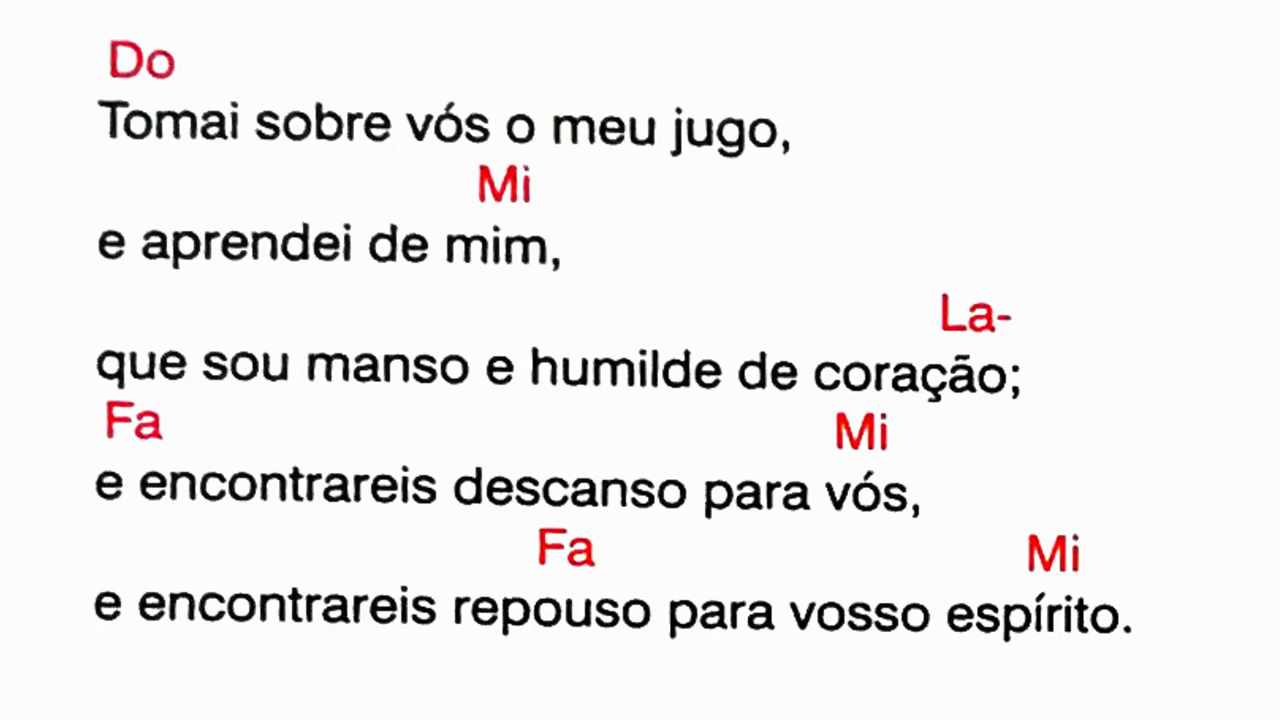 Do
Tomai sobre vós o meu jugo,
Mi
e aprendei de mim,
La-
que sou manso e humilde de coração;
Fa Mi
e encontrareis descanso para vós,
Fa Mi
e encontrareis repouso para vosso espírito.